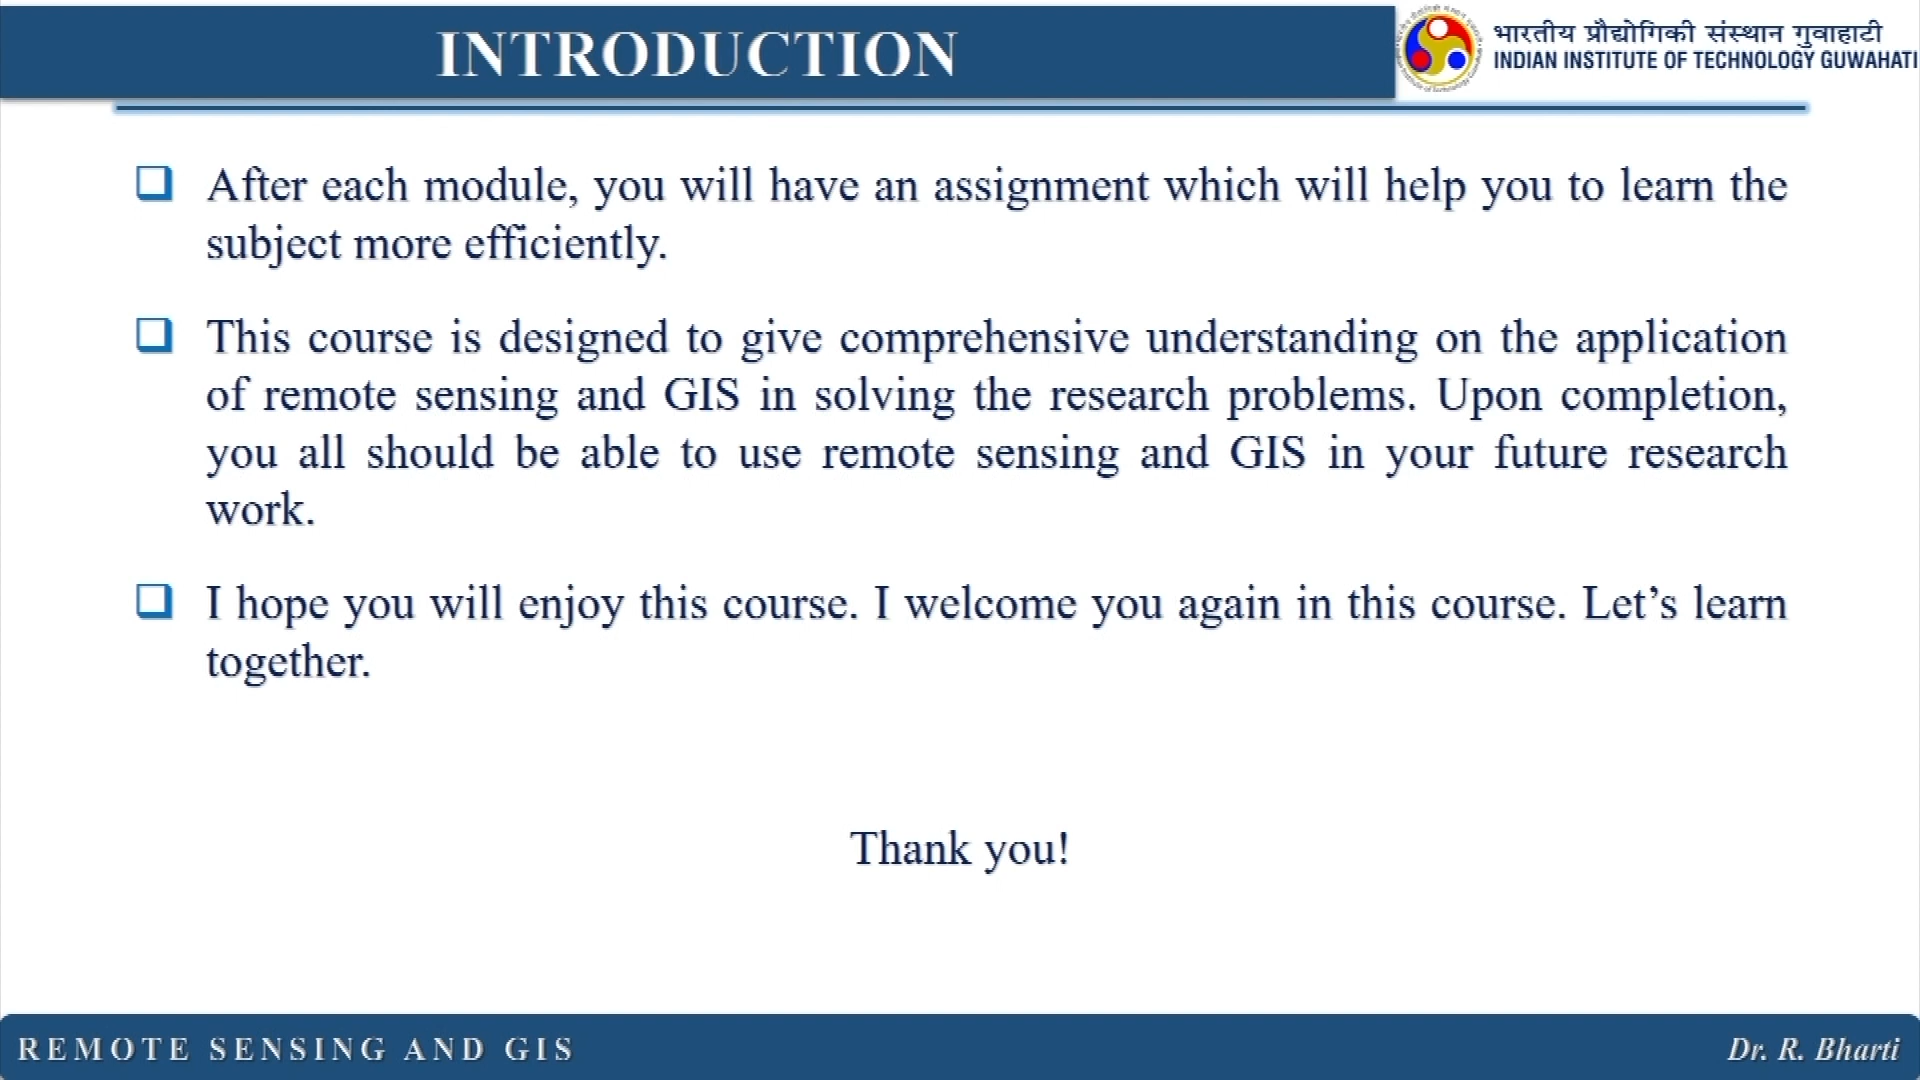 INTRODUCTION
भारतीय प्रौद्योगिकी संस्थान गुवाहाटी
INDIAN INSTITUTE OF TECHNOLOGY GUWAHATI
After each module, you will have an assignment which will help you to learn the
subject more efficiently.
This course is designed to give comprehensive understanding on the application
of remote sensing and GIS in solving the research problems. Upon completion,
you all should be able to use remote sensing and GIS in your future research
work.
I hope you will enjoy this course. I welcome you again in this course. Let’s learn
together.
Thank you!
REMOTE SENSING AND GIS
Dr. R. Bharti